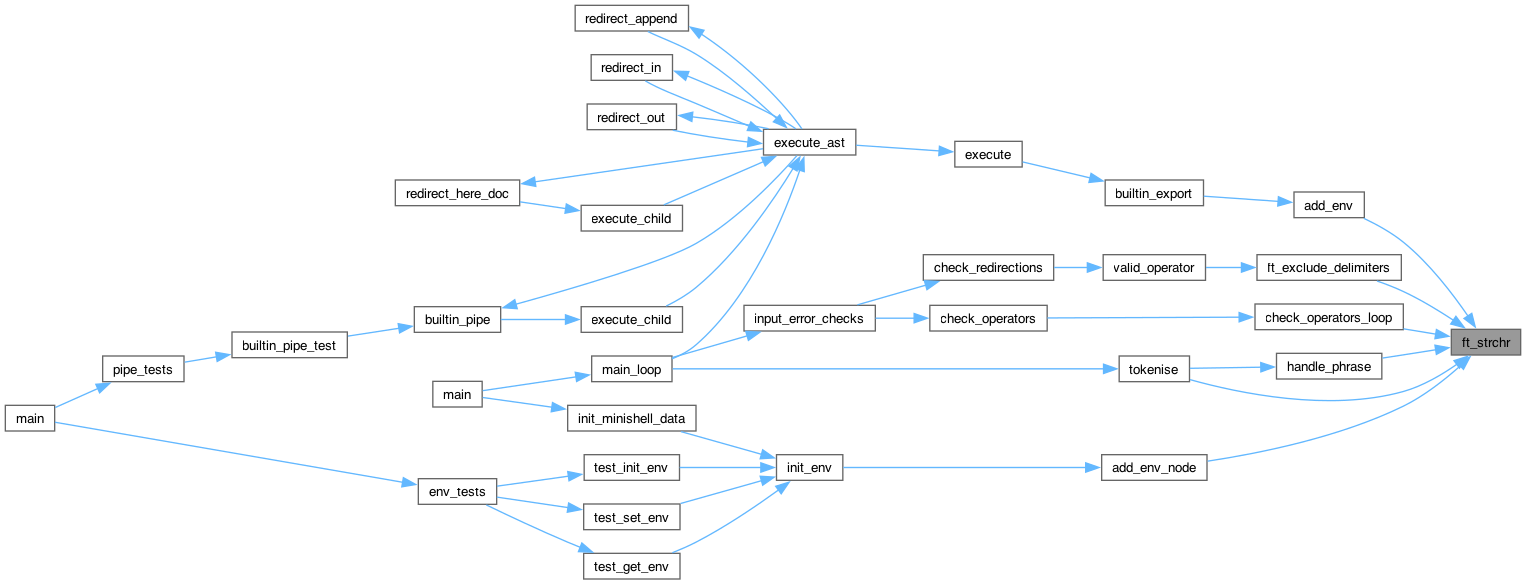 redirect_append
redirect_in
redirect_out
execute_ast
execute
redirect_here_doc
builtin_export
add_env
execute_child
check_redirections
valid_operator
ft_exclude_delimiters
builtin_pipe
execute_child
input_error_checks
check_operators
check_operators_loop
ft_strchr
builtin_pipe_test
pipe_tests
main_loop
tokenise
handle_phrase
main
main
init_minishell_data
test_init_env
init_env
add_env_node
env_tests
test_set_env
test_get_env